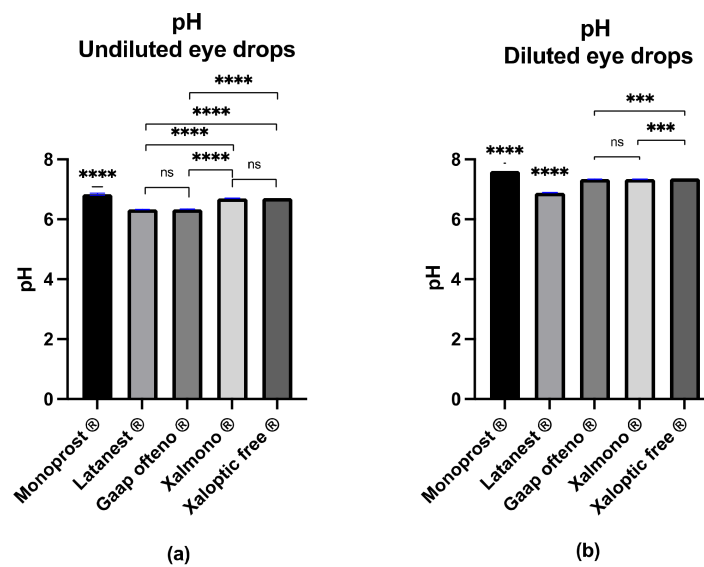 pH
Undiluted eye drops
****
****
****
****
ns
****
ns
8
6
4
2
0
pH
Monoprost ®
Latanest ®
Gaap ofteno ®
Xalmono ®
Xaloptic free ®
(a)
pH
Diluted eye drops
***
***
ns
****
****
8
6
4
2
0
pH
Monoprost ®
Latanest ®
Gaap ofteno ®
Xalmono ®
Xaloptic free ®
(b)